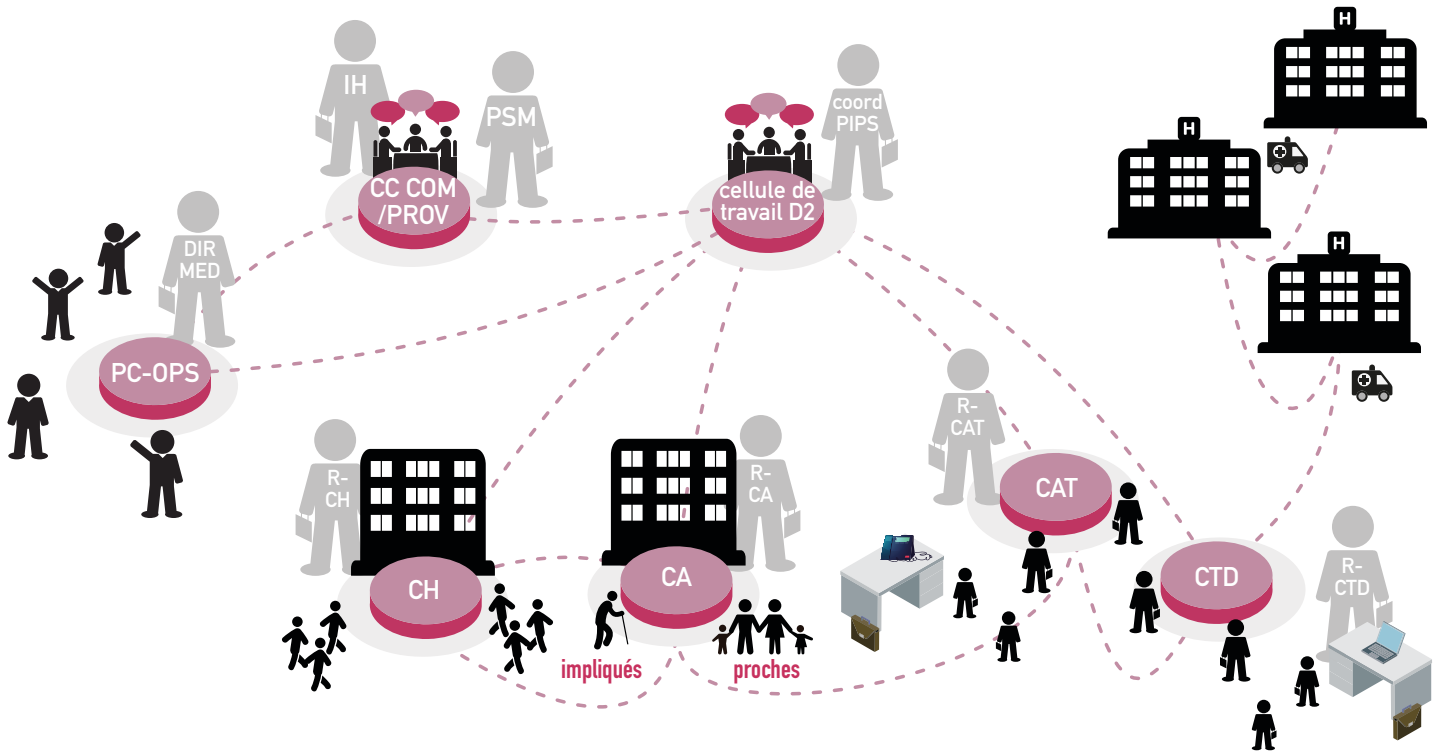 H
IH
PSM
coord
PIPS
H
CC COM
/PROV
cellule de
travail D2
DIR
MED
H
PC-OPS
R-
CAT
R-
CH
R-
CA
CAT
CH
CA
CTD
R-
CTD
impliqués
proches